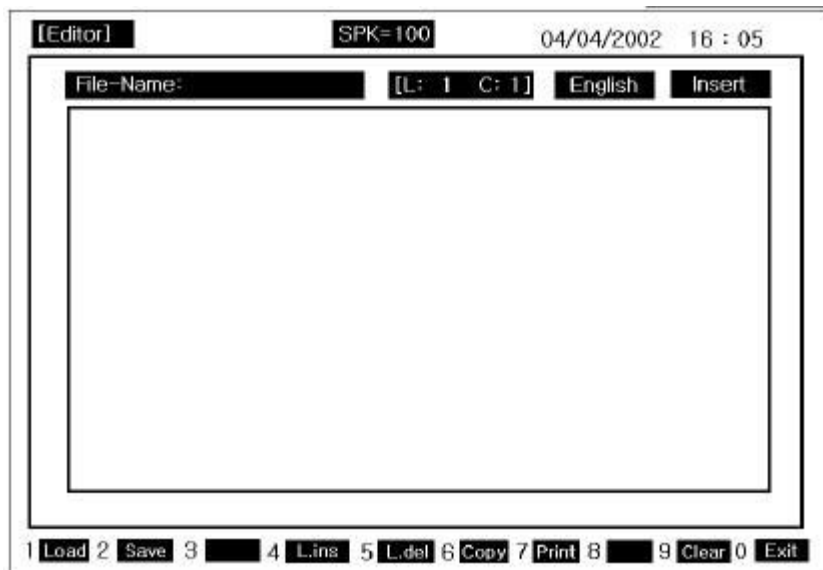 [Editor] SPK=100 04/04/2002 16 : 05
File-Name: [L: 1 C: 1] English Insert
1 Load 2 Save 3 4 L.ins 5 L.del 6 Copy 7 Print 8 9 Clear 0 Exit